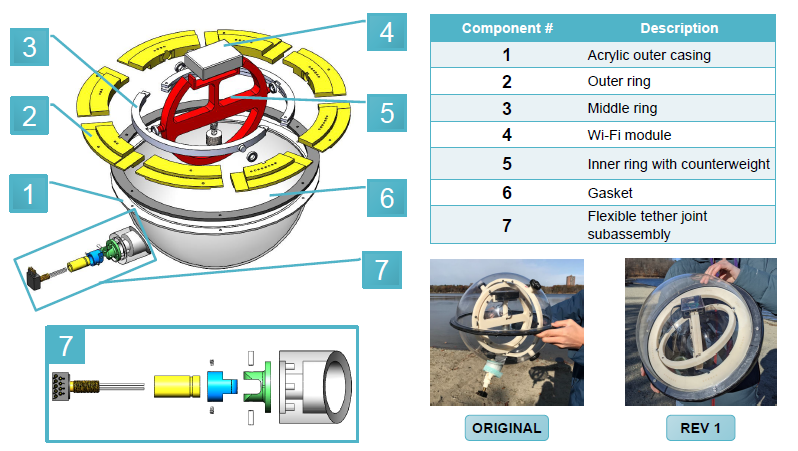 4
3
5
2
1
6
7
7
Component # Description
1 Acrylic outer casing
2 Outer ring
3 Middle ring
4 Wi-Fi module
5 Inner ring with counterweight
6 Gasket
7 Flexible tether joint
subassembly
ORIGINAL
REV 1